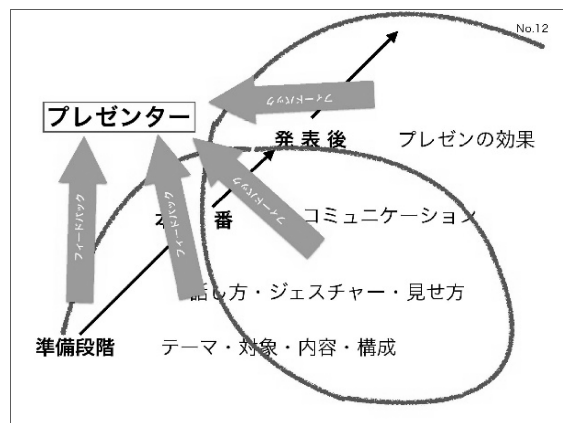 No.12
フィードバック
プレゼンター
発 表 後
プレゼンの効果
フィードバック
フィードバック
フィードバック
本 番
コミュニケーション
話し方・ジェスチャー・見せ方
準備段階
テーマ・対象・内容・構成